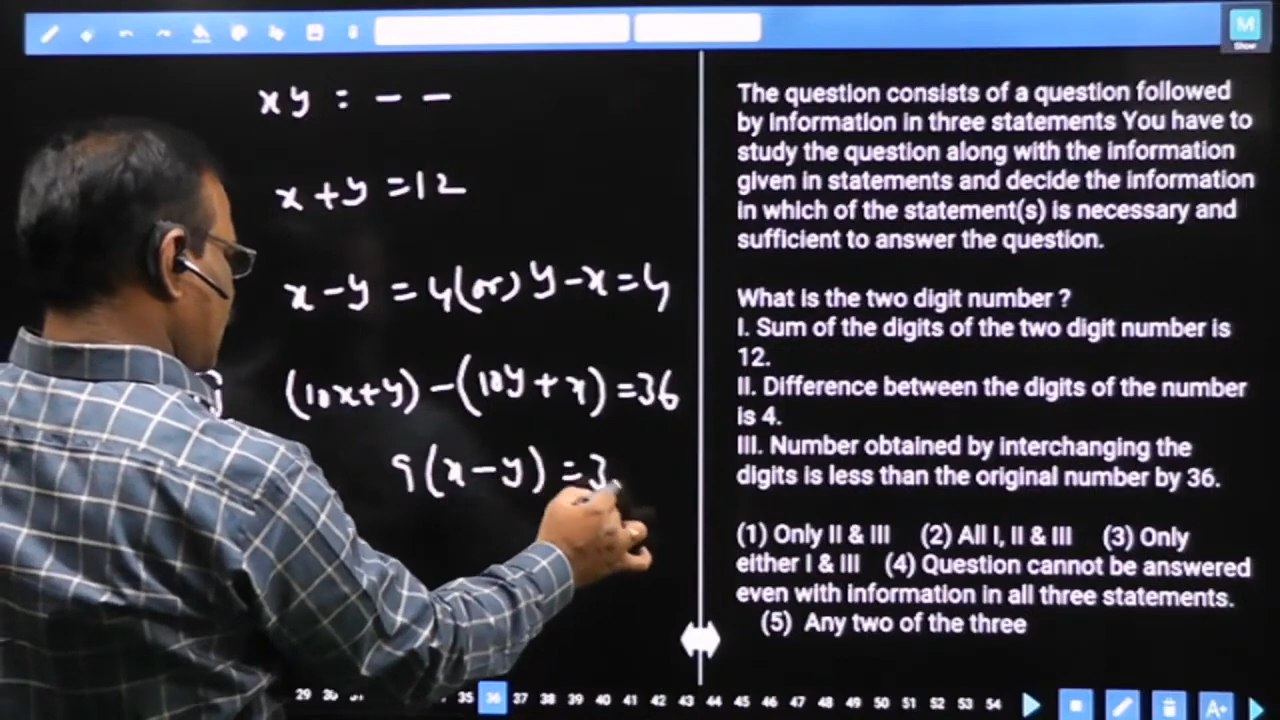 M
Show
xy : − −
x + y = 12
x − y = 4 (or) y − x = 4
(10x+y) − (10y + x) = 36
9(x − y) = 3
The question consists of a question followed
by information in three statements You have to
study the question along with the information
given in statements and decide the information
in which of the statement(s) is necessary and
sufficient to answer the question.
What is the two digit number ?
I. Sum of the digits of the two digit number is
12.
II. Difference between the digits of the number
is 4.
III. Number obtained by interchanging the
digits is less than the original number by 36.
(1) Only II & III (2) All I, II & III (3) Only
either I & III (4) Question cannot be answered
even with information in all three statements.
(5) Any two of the three
29 30 35 36 37 38 39 40 41 42 43 44 45 46 47 48 49 50 51 52 53 54
A+